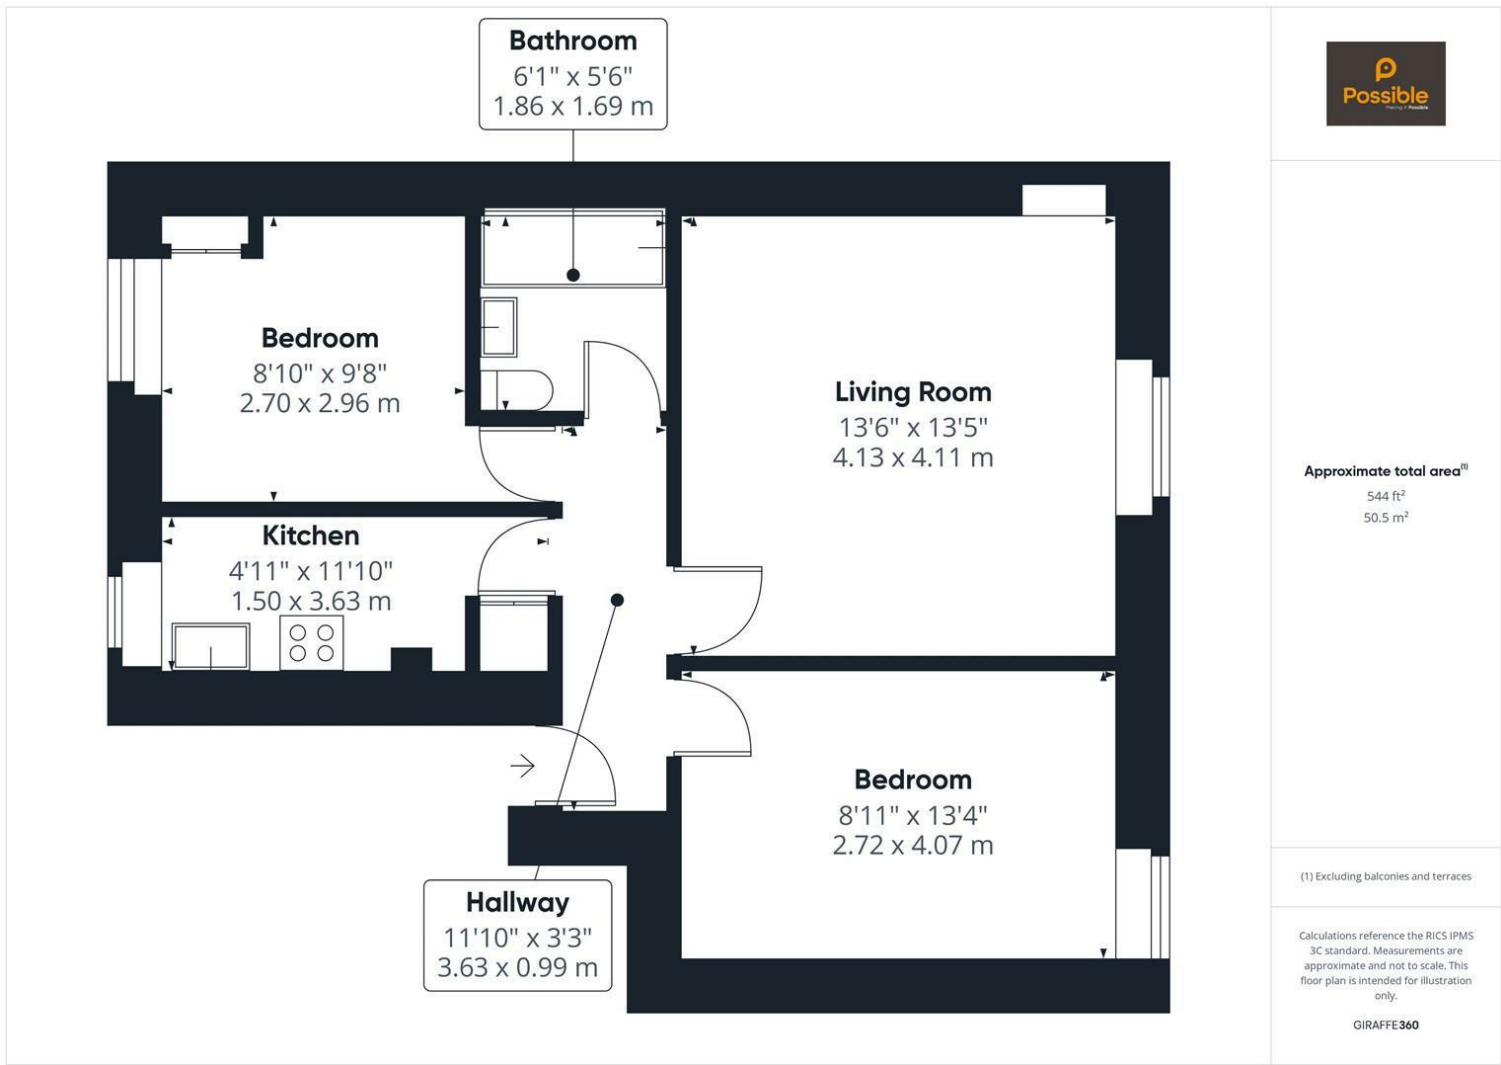 Bathroom
6'1" x 5'6"
1.86 x 1.69 m
Bedroom
8'10" x 9'8"
2.70 x 2.96 m
Living Room
13'6" x 13'5"
4.13 x 4.11 m
Kitchen
4'11" x 11'10"
1.50 x 3.63 m
Bedroom
8'11" x 13'4"
2.72 x 4.07 m
Hallway
11'10" x 3'3"
3.63 x 0.99 m
Possible
Making it Possible
Approximate total area⁽¹⁾
544 ft²
50.5 m²
(1) Excluding balconies and terraces
Calculations reference the RICS IPMS
3C standard. Measurements are
approximate and not to scale. This
floor plan is intended for illustration
only.
GIRAFFE360